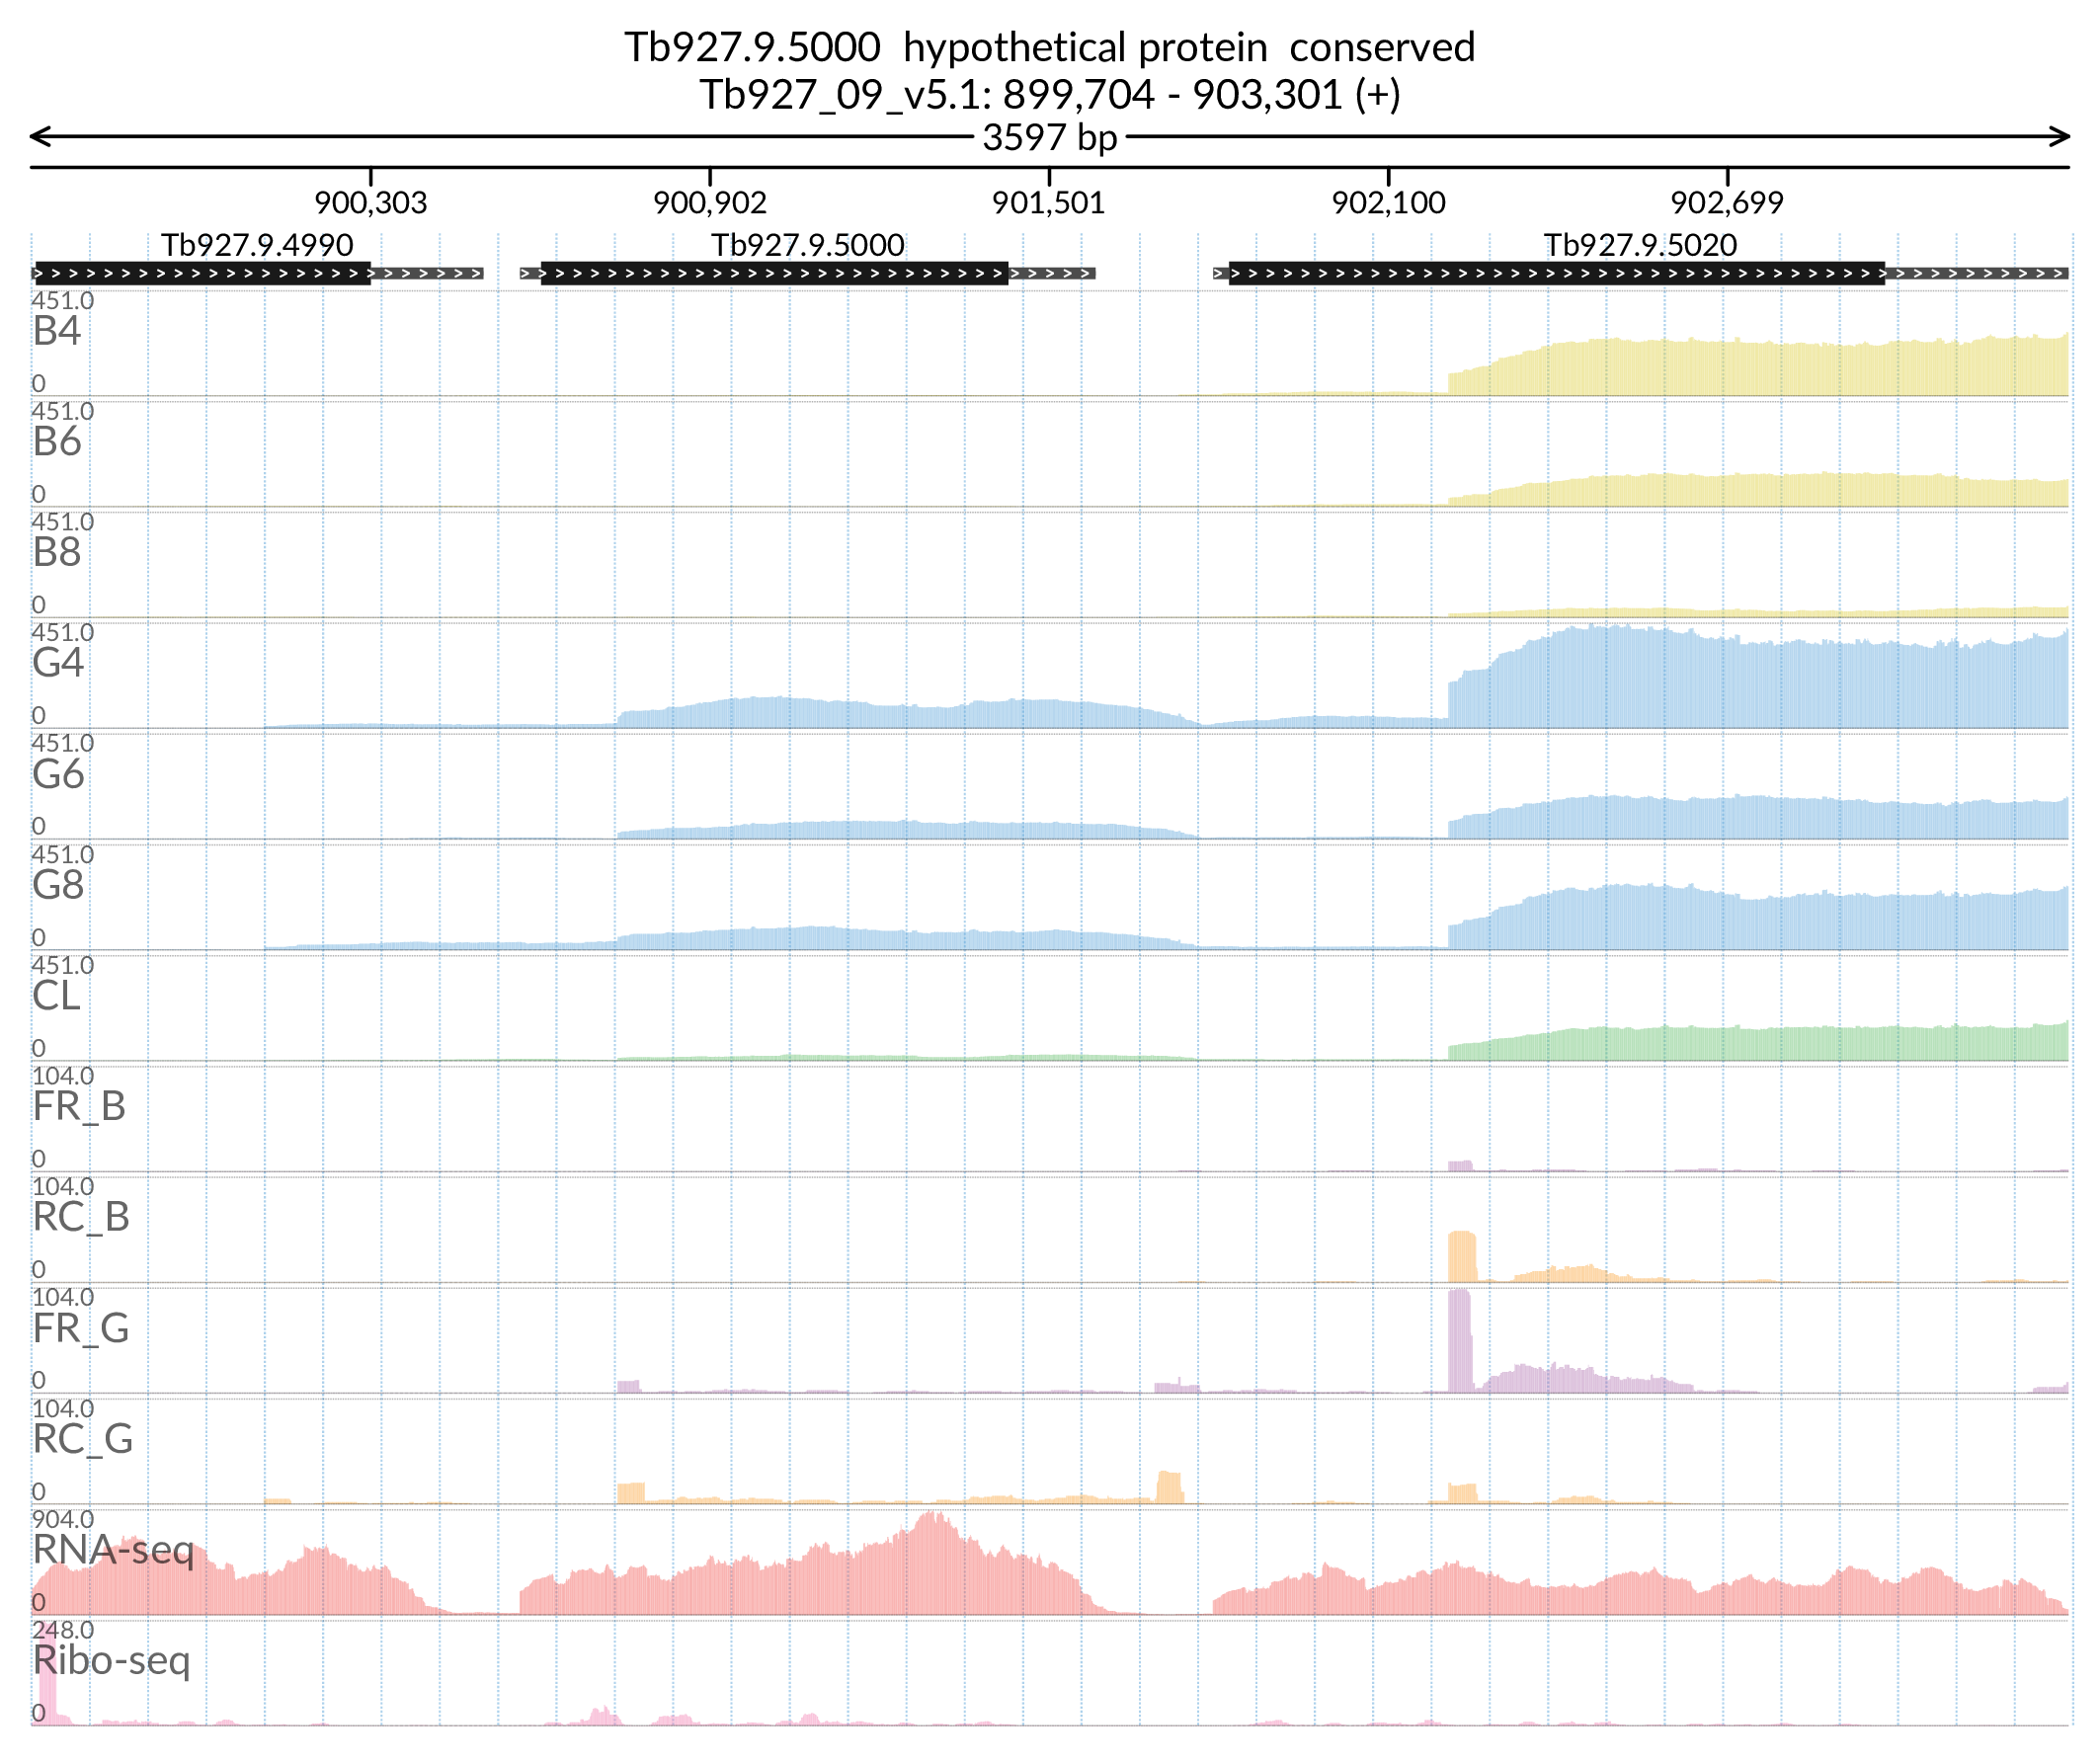 Tb927.9.5000  hypothetical protein  conserved
Tb927_09_v5.1: 899,704 - 903,301 (+)
3597 bp
900,303 900,902 901,501 902,100 902,699
Tb927.9.4990 Tb927.9.5000 Tb927.9.5020
451.0
B4
0
451.0
B6
0
451.0
B8
0
451.0
G4
0
451.0
G6
0
451.0
G8
0
451.0
CL
0
104.0
FR_B
0
104.0
RC_B
0
104.0
FR_G
0
104.0
RC_G
0
904.0
RNA-seq
0
248.0
Ribo-seq
0